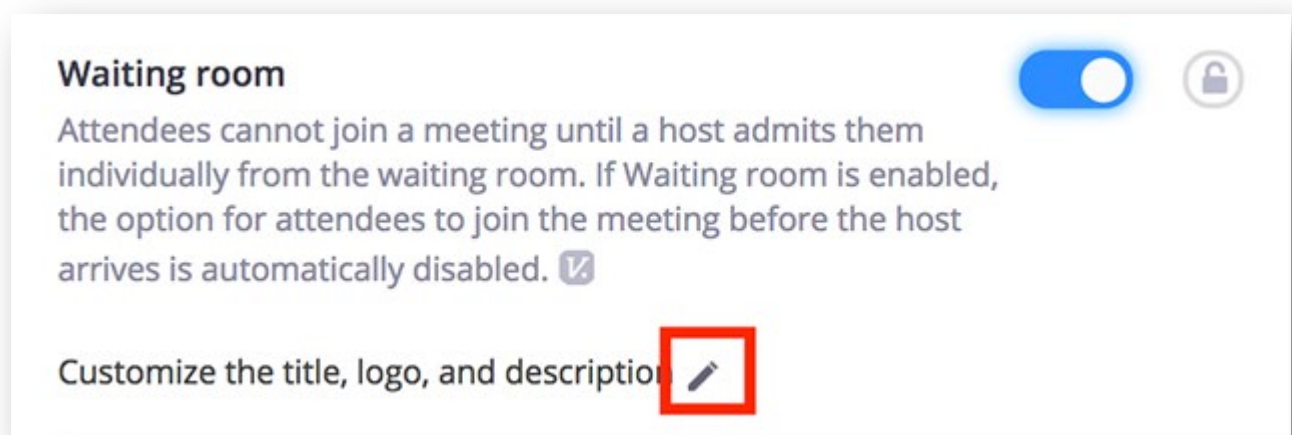 Waiting room
Attendees cannot join a meeting until a host admits them
individually from the waiting room. If Waiting room is enabled,
the option for attendees to join the meeting before the host
arrives is automatically disabled.
Customize the title, logo, and description